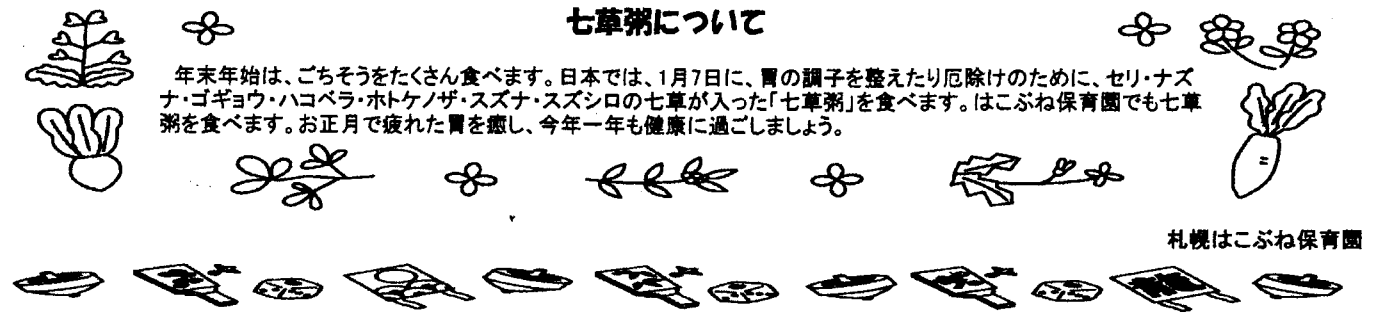 七草粥について
年末年始は、ごちそうをたくさん食べます。日本では、1月7日に、胃の調子を整えたり厄除けのために、セリ・ナズ
ナ・ゴギョウ・ハコベラ・ホトケノザ・スズナ・スズシロの七草が入った「七草粥」を食べます。はこぶね保育園でも七草
粥を食べます。お正月で疲れた胃を癒し、今年一年も健康に過ごしましょう。
札幌はこぶね保育園